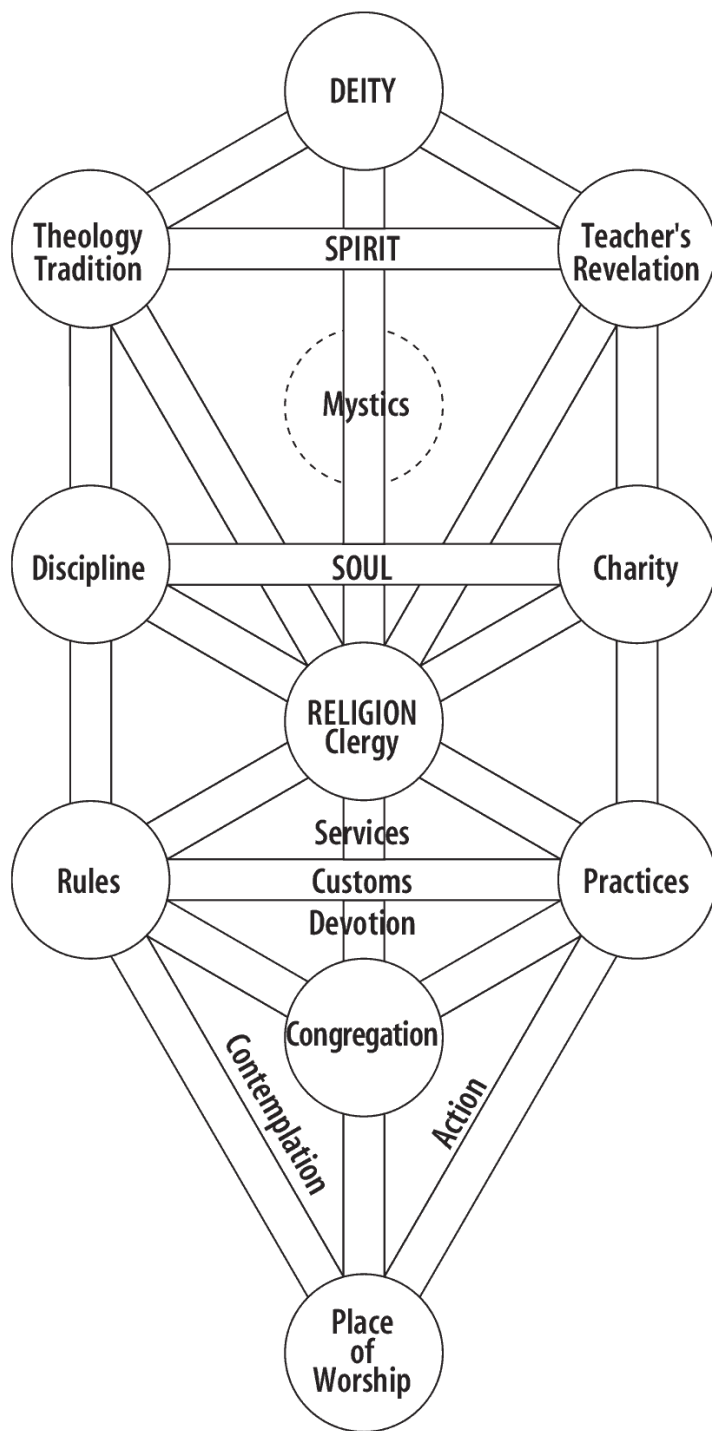 DEITY
Theology
Tradition
SPIRIT
Teacher's
Revelation
Mystics
Discipline
SOUL
Charity
RELIGION
Clergy
Services
Rules
Customs
Practices
Devotion
Congregation
Contemplation
Action
Place
of
Worship